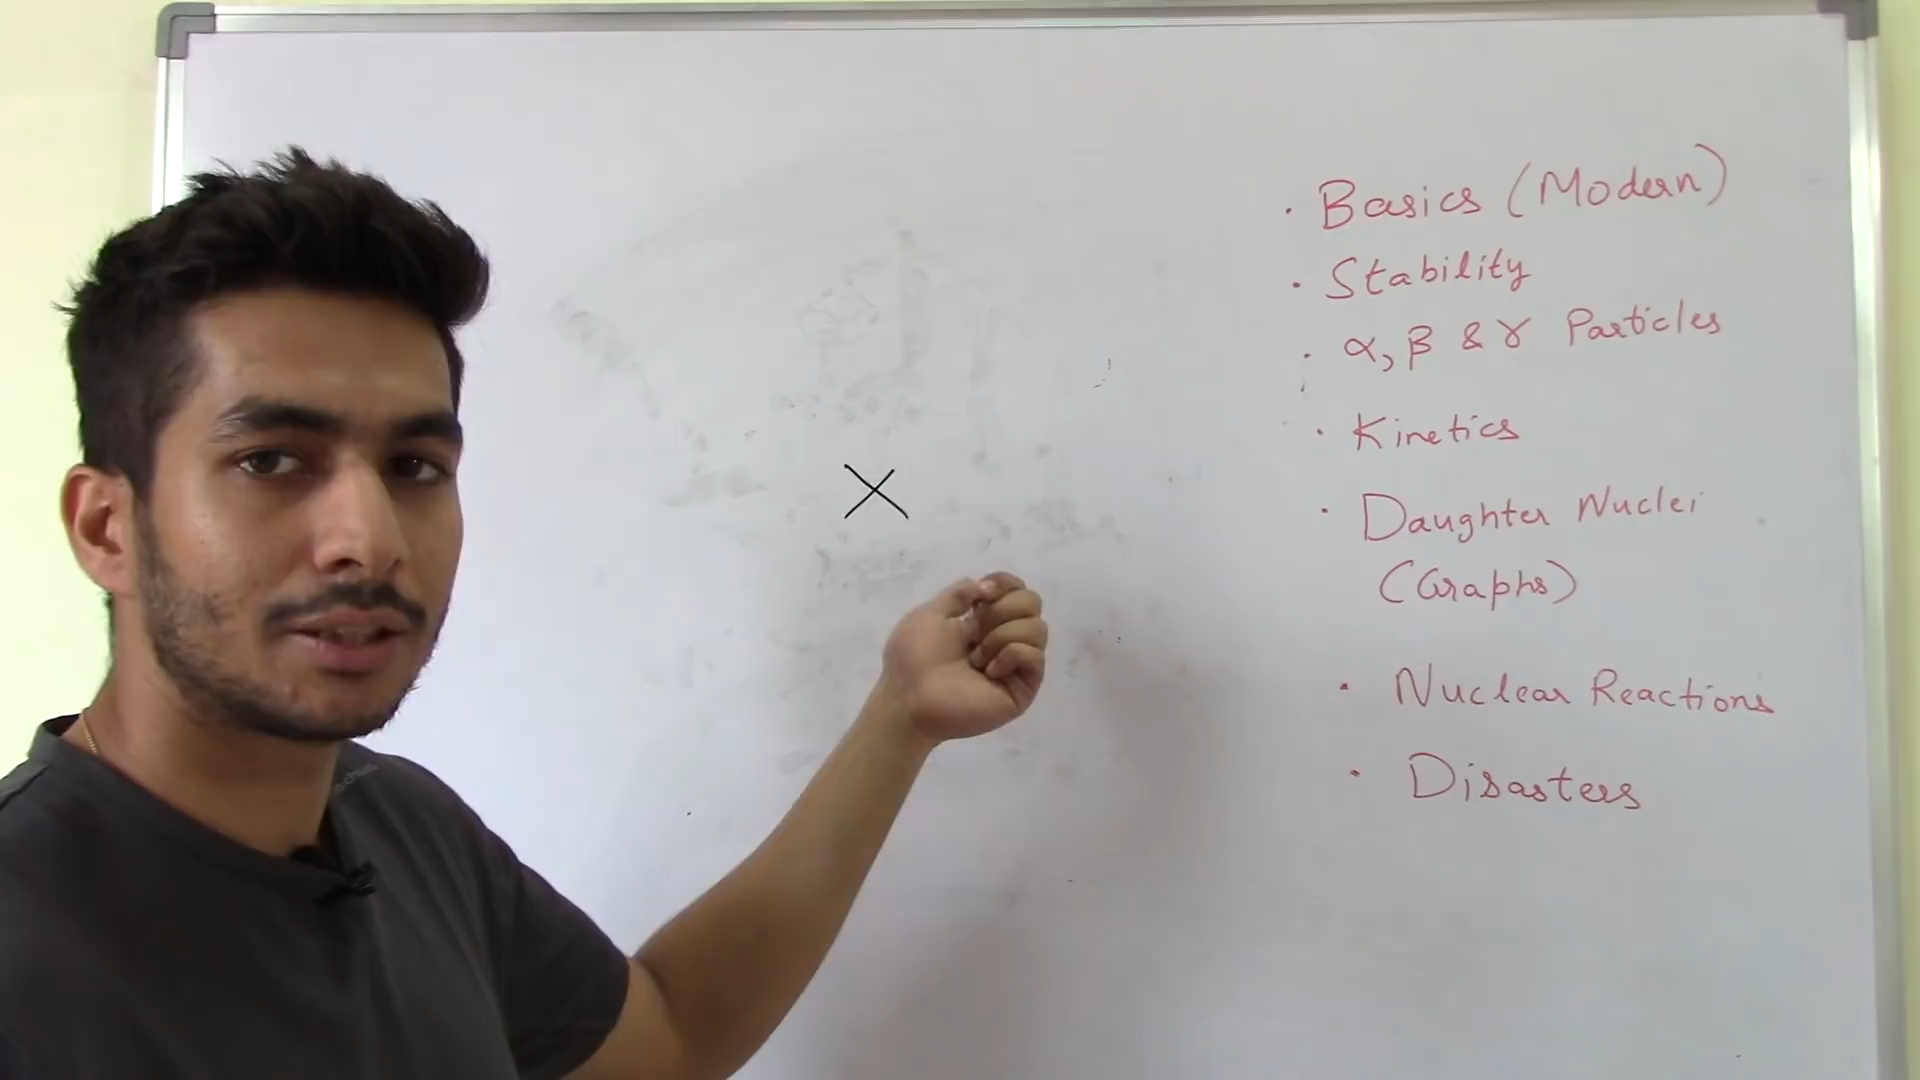 X
· Basics (Modern)
· Stability
· α, β & γ Particles
· Kinetics
· Daughter Nuclei
(Graphs)
· Nuclear Reactions
· Disasters